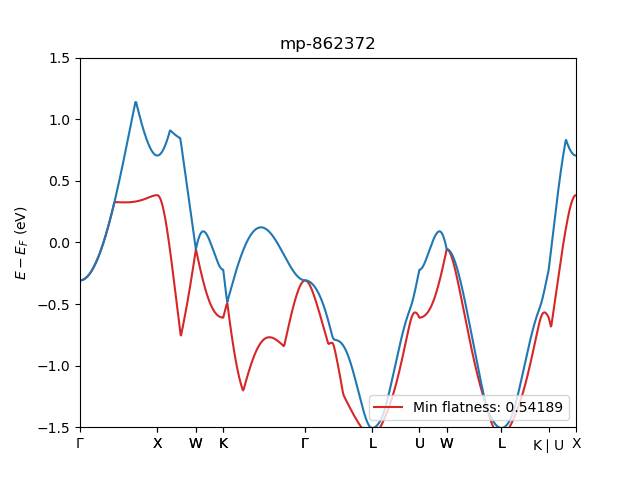 mp-862372
E − E_F (eV)
1.5
1.0
0.5
0.0
−0.5
−1.0
−1.5
Min flatness: 0.54189
Γ X W K Γ L U W L K | U X